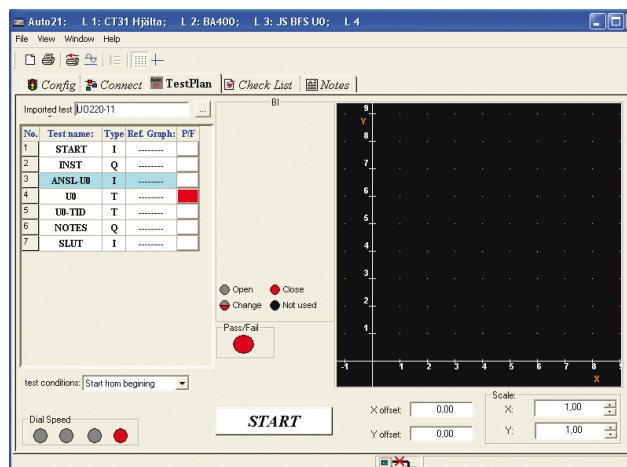 Auto21: L 1: CT31 Hjälta; L 2: BA400; L 3: JS BFS U0; L 4
File View Window Help
Config Connect TestPlan Check List Notes
Imported test UO220-11 ...
BI
No. Test name: Type Ref. Graph: P/F
1 START I --------
2 INST Q --------
3 ANSL-U0 I --------
4 U0 T --------
5 U0-TID T --------
6 NOTES Q --------
7 SLUT I --------
Open Close
Change Not used
Pass/Fail
9
Y
8
7
6
5
4
3
2
1
-1 1 2 3 4 5 6 7 8 9
X
test conditions: Start from begining
Dial Speed
START
X offset: 0,00
Y offset: 0,00
Scale:
X: 1,00
Y: 1,00